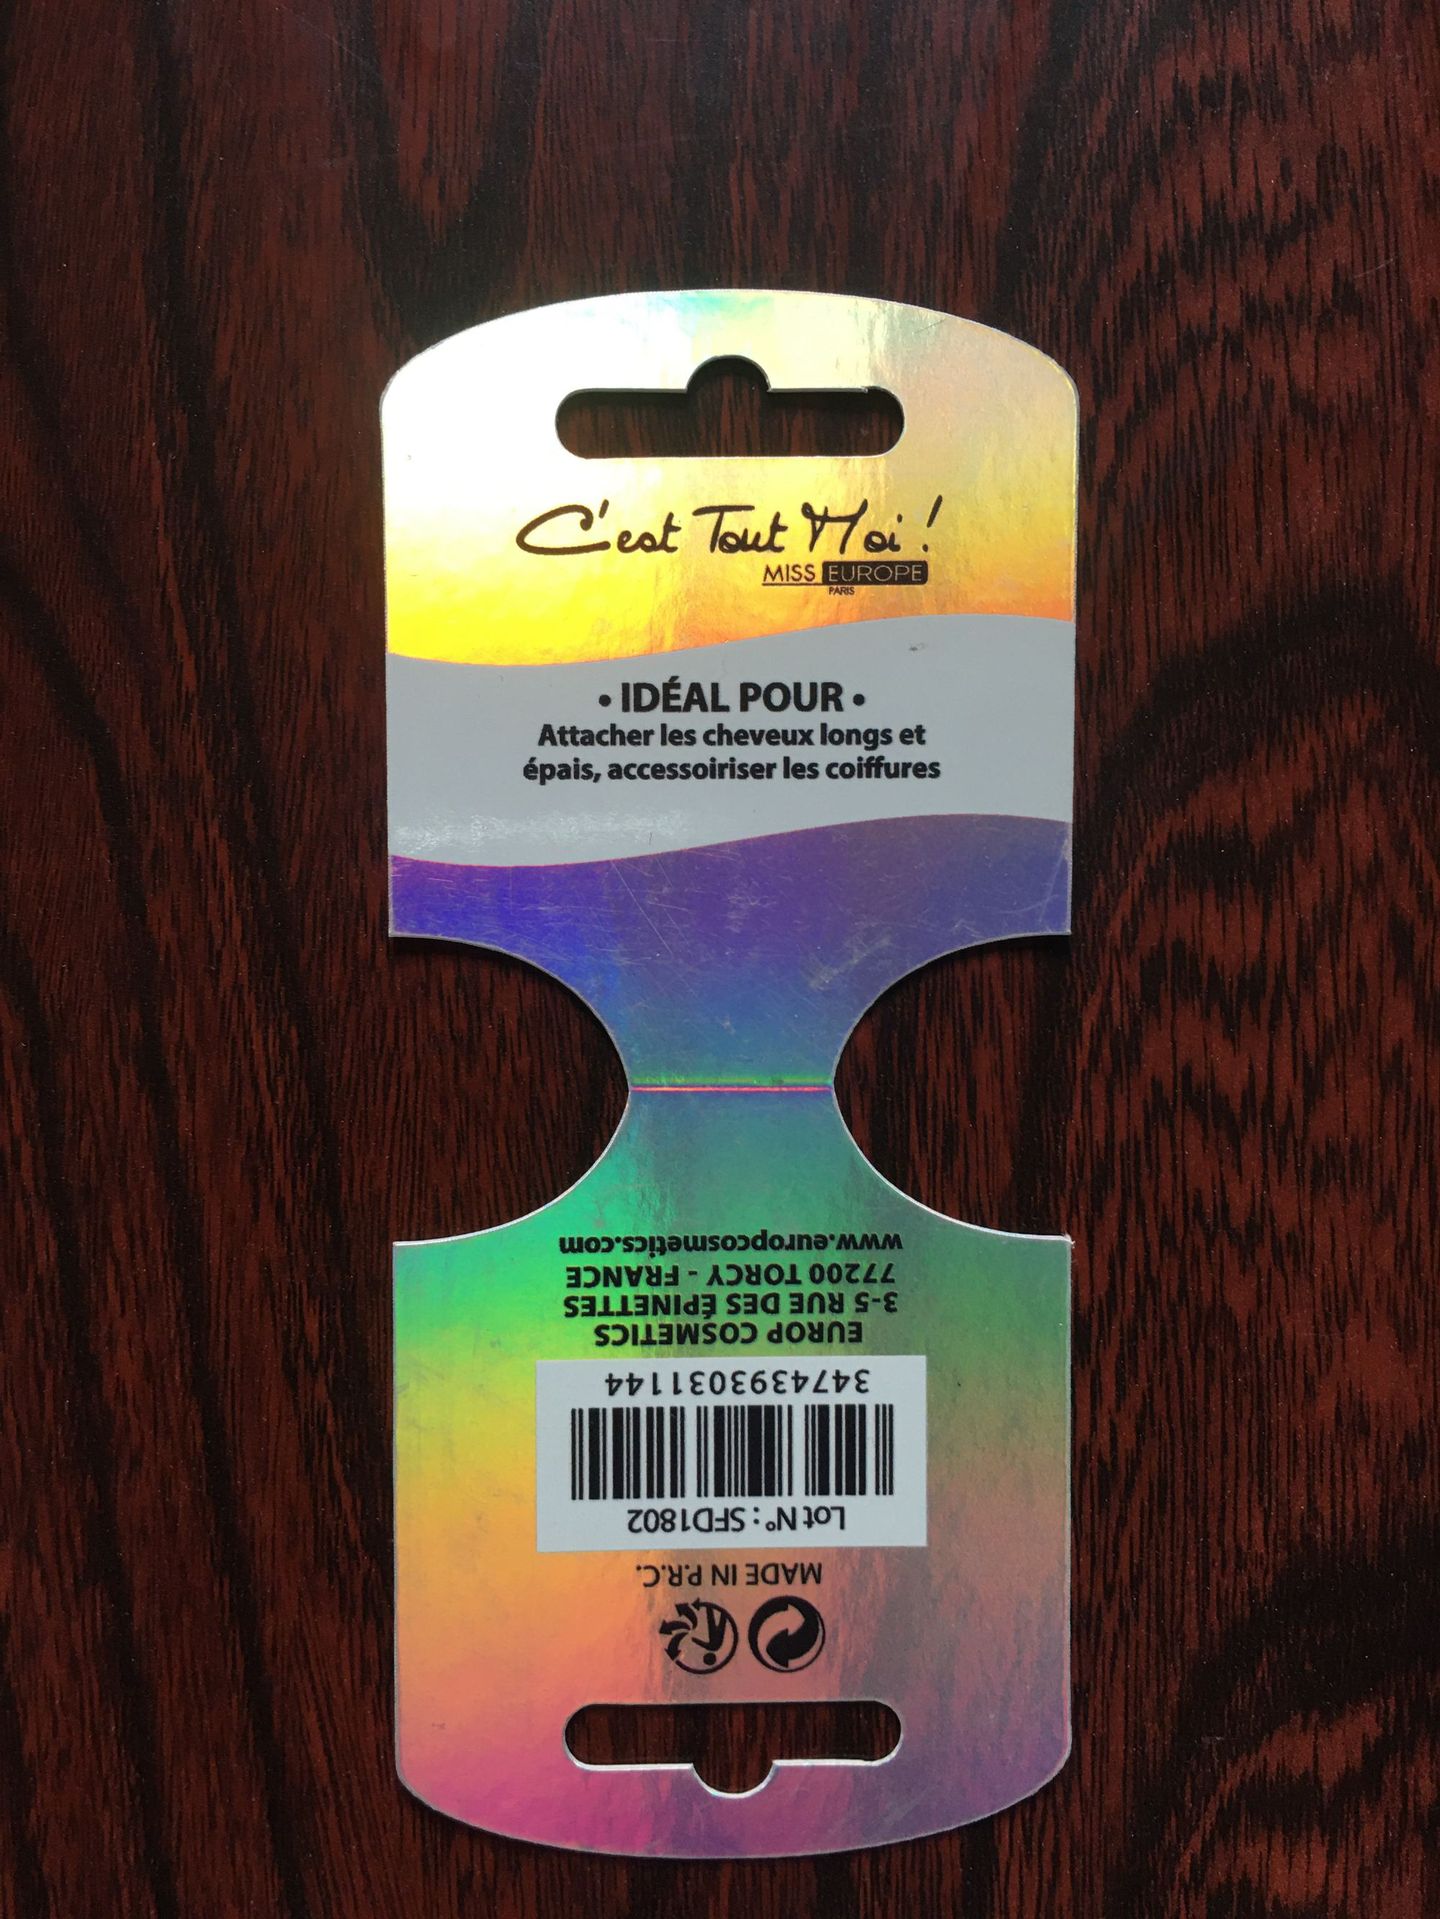 C'est Tout Moi !
MISS EUROPE
PARIS
• IDÉAL POUR •
Attacher les cheveux longs et
épais, accessoiriser les coiffures
MADE IN P.R.C.
Lot N° : SFD1802
3474393031144
EUROP COSMETICS
3-5 RUE DES ÉPINETTES
77200 TORCY - FRANCE
www.europcosmetics.com